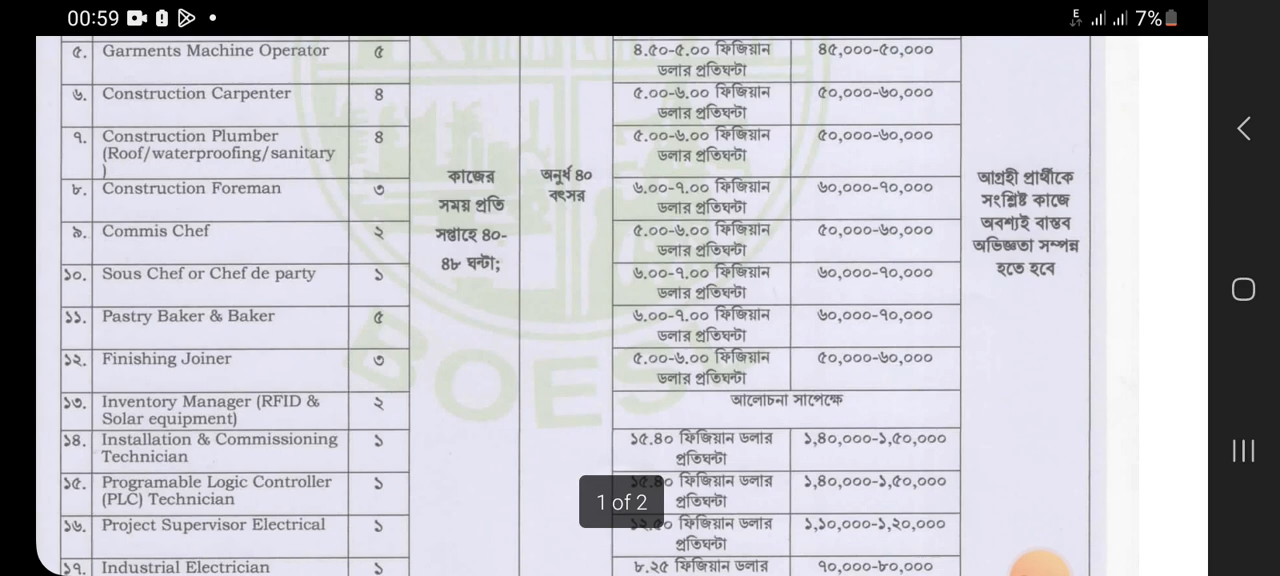 00:59
E
7%
৫.
Garments Machine Operator
৫
৪.৫০-৫.০০ ফিজিয়ান
ডলার প্রতিঘন্টা
৪৫,০০০-৫০,০০০
৬.
Construction Carpenter
৪
৫.০০-৬.০০ ফিজিয়ান
ডলার প্রতিঘন্টা
৫০,০০০-৬০,০০০
৭.
Construction Plumber
(Roof/waterproofing/sanitary
)
৪
৫.০০-৬.০০ ফিজিয়ান
ডলার প্রতিঘন্টা
৫০,০০০-৬০,০০০
৮.
Construction Foreman
৩
৬.০০-৭.০০ ফিজিয়ান
ডলার প্রতিঘন্টা
৬০,০০০-৭০,০০০
৯.
Commis Chef
২
৫.০০-৬.০০ ফিজিয়ান
ডলার প্রতিঘন্টা
৫০,০০০-৬০,০০০
১০.
Sous Chef or Chef de party
১
৬.০০-৭.০০ ফিজিয়ান
ডলার প্রতিঘন্টা
৬০,০০০-৭০,০০০
১১.
Pastry Baker & Baker
৫
৬.০০-৭.০০ ফিজিয়ান
ডলার প্রতিঘন্টা
৬০,০০০-৭০,০০০
১২.
Finishing Joiner
৩
৫.০০-৬.০০ ফিজিয়ান
ডলার প্রতিঘন্টা
৫০,০০০-৬০,০০০
১৩.
Inventory Manager (RFID &
Solar equipment)
২
আলোচনা সাপেক্ষে
১৪.
Installation & Commissioning
Technician
১
১৫.৪০ ফিজিয়ান ডলার
প্রতিঘন্টা
১,৪০,০০০-১,৫০,০০০
১৫.
Programable Logic Controller
(PLC) Technician
১
১৫.৪০ ফিজিয়ান ডলার
প্রতিঘন্টা
১,৪০,০০০-১,৫০,০০০
১৬.
Project Supervisor Electrical
১
১২.৫০ ফিজিয়ান ডলার
প্রতিঘন্টা
১,১০,০০০-১,২০,০০০
১৭.
Industrial Electrician
১
৮.২৫ ফিজিয়ান ডলার
৭০,০০০-৮০,০০০
কাজের
সময় প্রতি
সপ্তাহে ৪০-
৪৮ ঘন্টা;
অনুর্ধ ৪০
বৎসর
আগ্রহী প্রার্থীকে
সংশ্লিষ্ট কাজে
অবশ্যই বাস্তব
অভিজ্ঞতা সম্পন্ন
হতে হবে
BOES
1 of 2